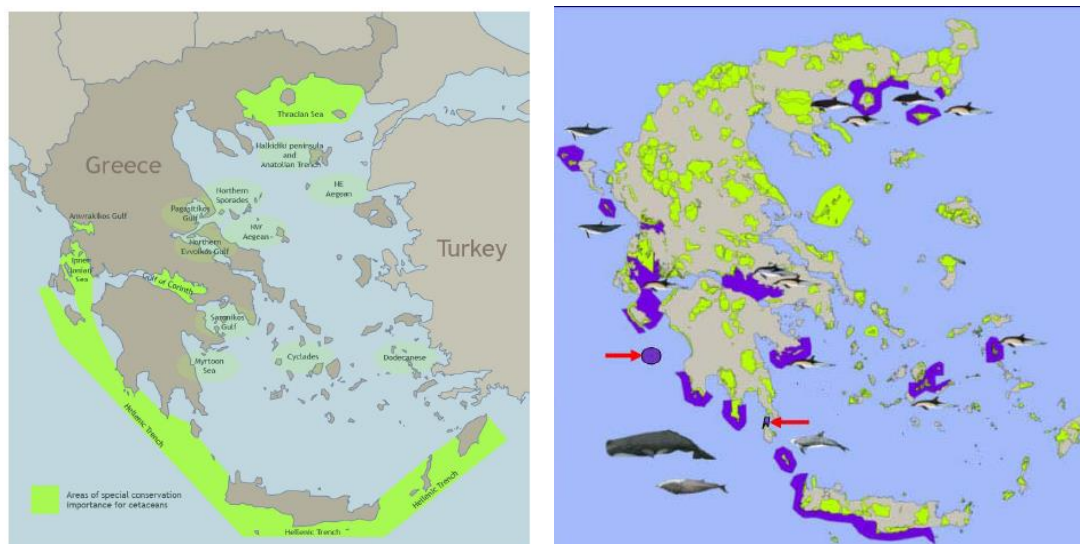 Thracian Sea
Halkidiki peninsula
and
Anatolian Trench
Greece
Northern
Sporades
NE
Aegean
Amvrakikos Gulf
Pagasitikos
Gulf
NW
Aegean
Turkey
Northern
Evvoikos Gulf
Inner
Ionian
Sea
Gulf of Corinth
Saronikos
Gulf
Myrtoon
Sea
Cyclades
Dodecanese
Hellenic Trench
Hellenic Trench
Hellenic Trench
Areas of special conservation
importance for cetaceans